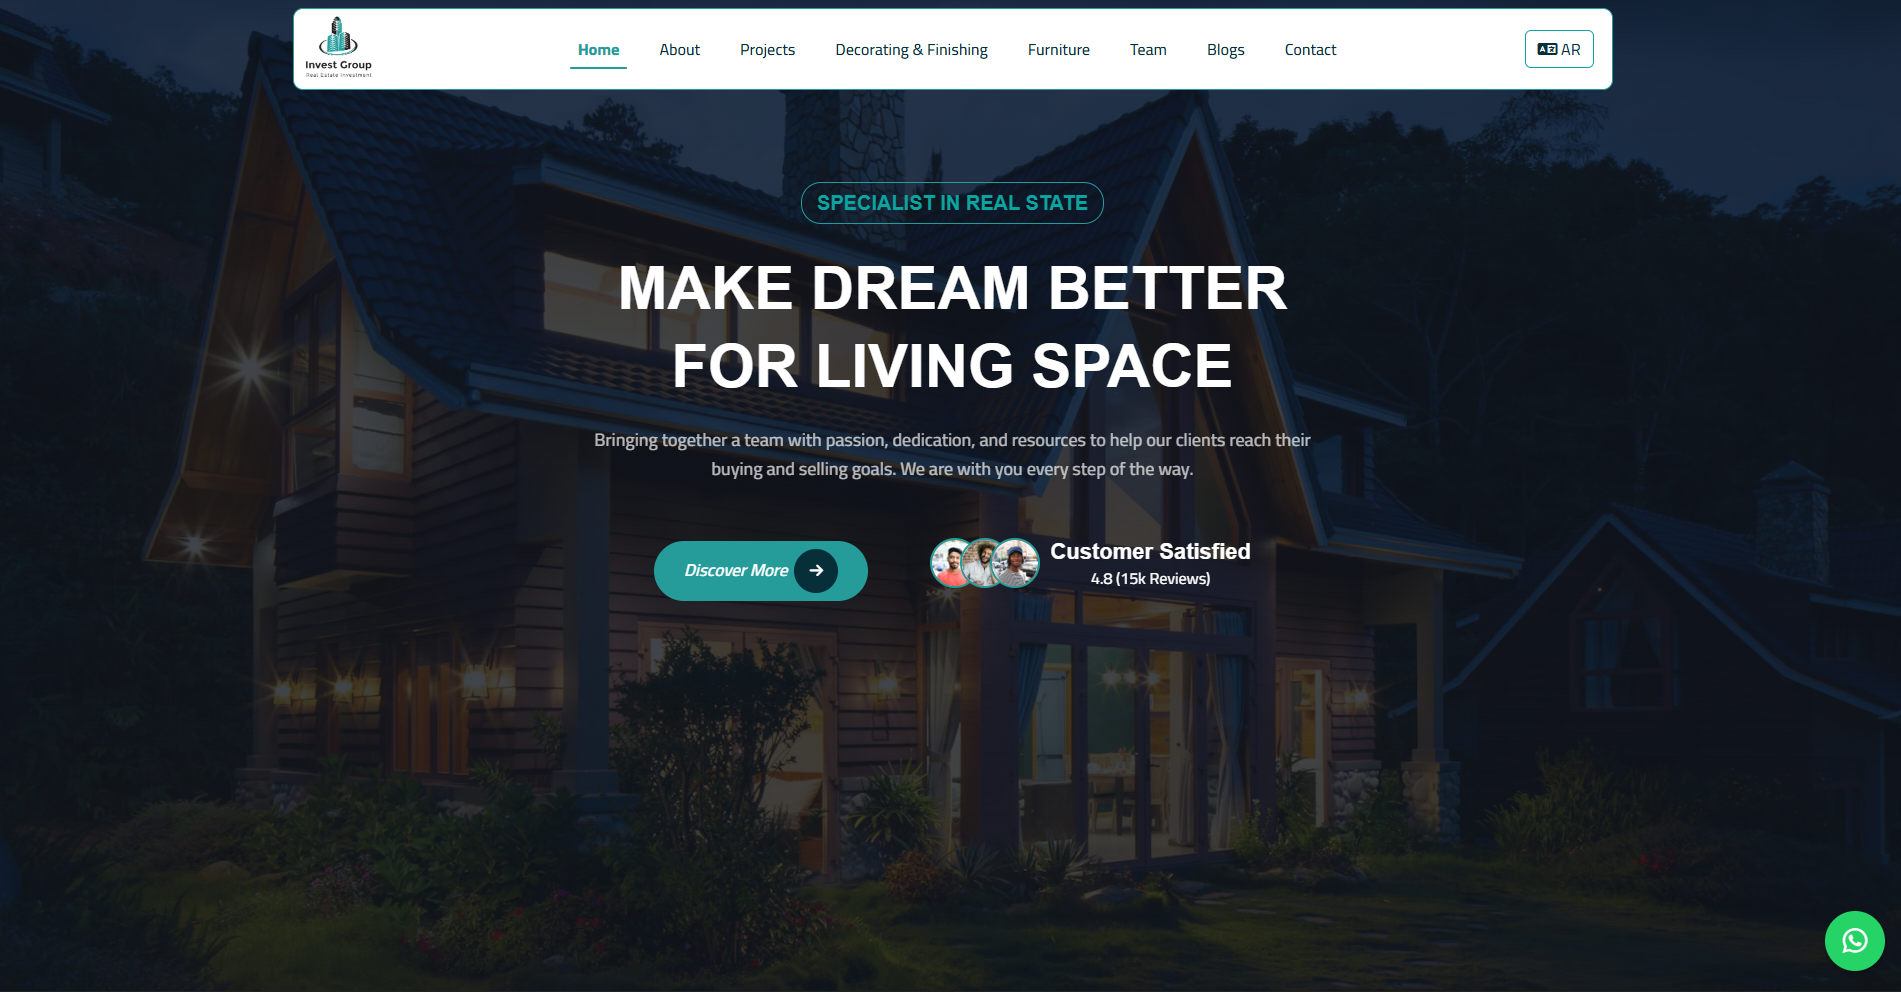 Invest Group
Real Estate Investment
Home
About
Projects
Decorating & Finishing
Furniture
Team
Blogs
Contact
AR
SPECIALIST IN REAL STATE
MAKE DREAM BETTER
FOR LIVING SPACE
Bringing together a team with passion, dedication, and resources to help our clients reach their
buying and selling goals. We are with you every step of the way.
Discover More
Customer Satisfied
4.8 (15k Reviews)